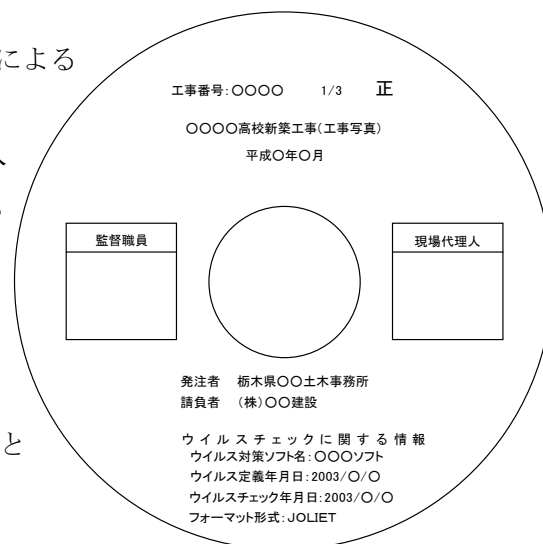 による
工事番号:〇〇〇〇 1/3 正
〇〇〇〇高校新築工事(工事写真)
平成〇年〇月
監督職員
現場代理人
発注者 栃木県〇〇土木事務所
請負者 (株)〇〇建設
ウイルスチェックに関する情報
ウイルス対策ソフト名:〇〇〇ソフト
ウイルス定義年月日:2003/〇/〇
ウイルスチェック年月日:2003/〇/〇
フォーマット形式:JOLIET
と